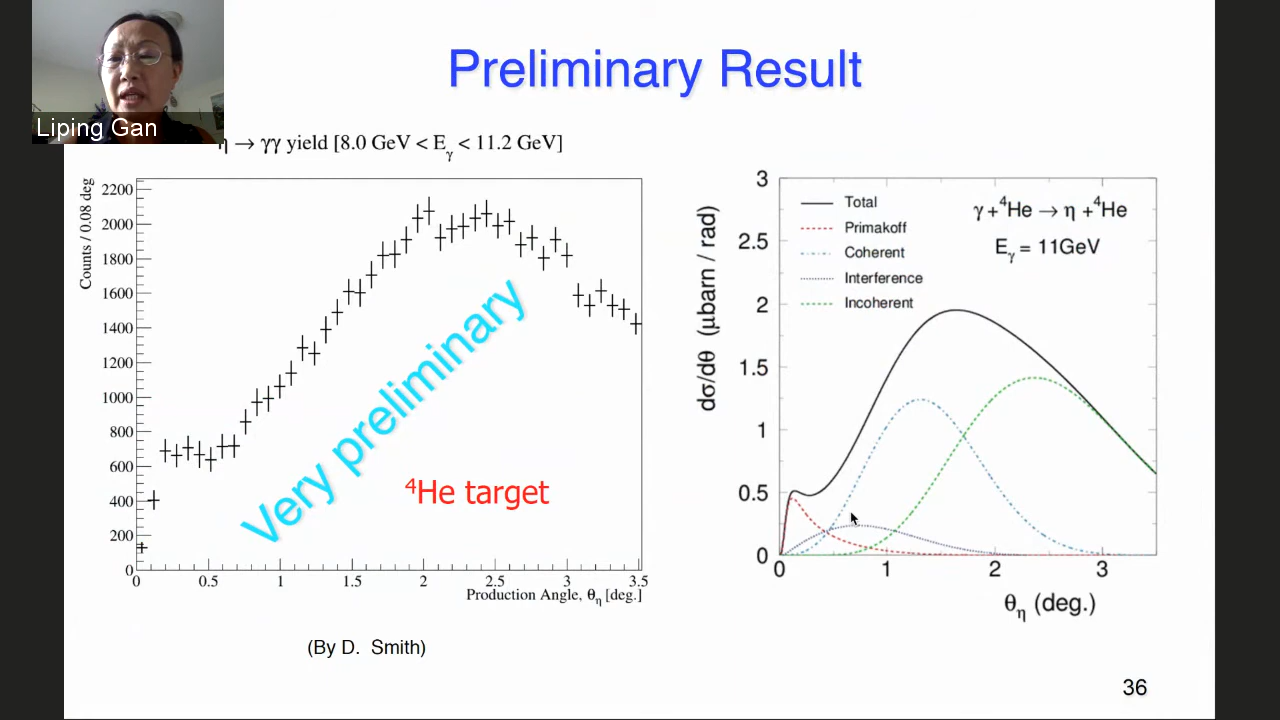 Preliminary Result
Liping Gan
η → γγ yield [8.0 GeV < Eγ < 11.2 GeV]
Counts / 0.08 deg
2200
2000
1800
1600
1400
1200
1000
800
600
400
200
0
0 0.5 1 1.5 2 2.5 3 3.5
Production Angle, θη [deg.]
Very preliminary
⁴He target
(By D. Smith)
dσ/dθ (μbarn / rad)
3
2.5
2
1.5
1
0.5
0
0 1 2 3
θη (deg.)
Total
Primakoff
Coherent
Interference
Incoherent
γ+⁴He → η +⁴He
Eγ = 11GeV
36